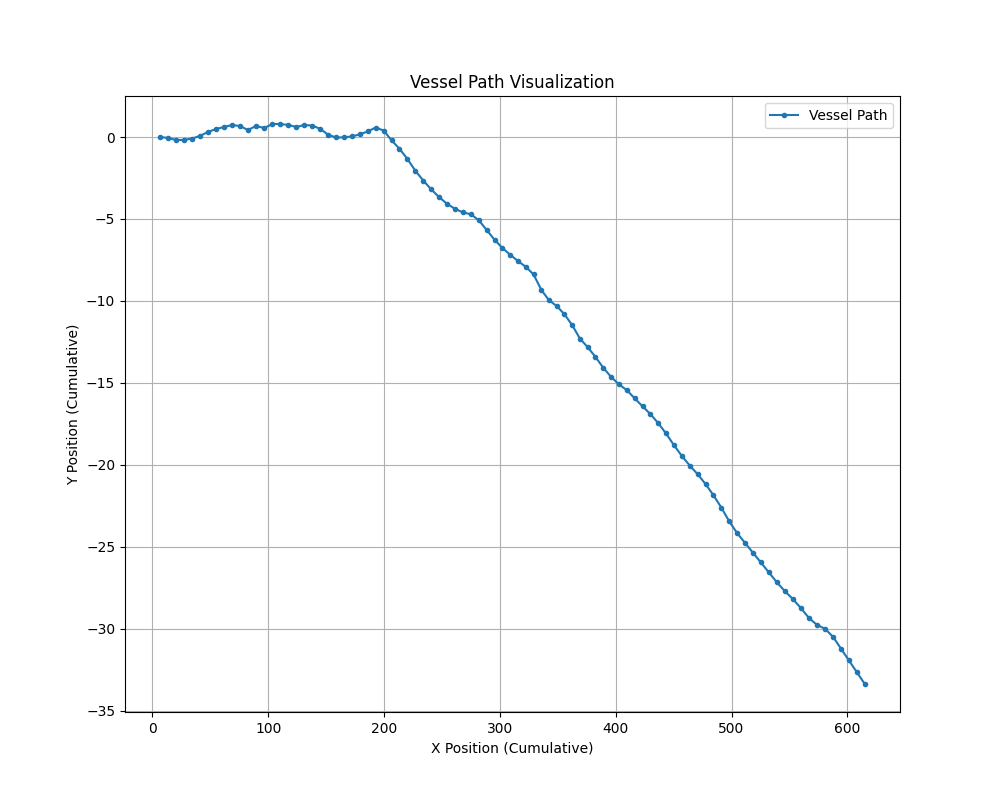 Vessel Path Visualization
Vessel Path
0
−5
−10
−15
−20
−25
−30
−35
Y Position (Cumulative)
0 100 200 300 400 500 600
X Position (Cumulative)